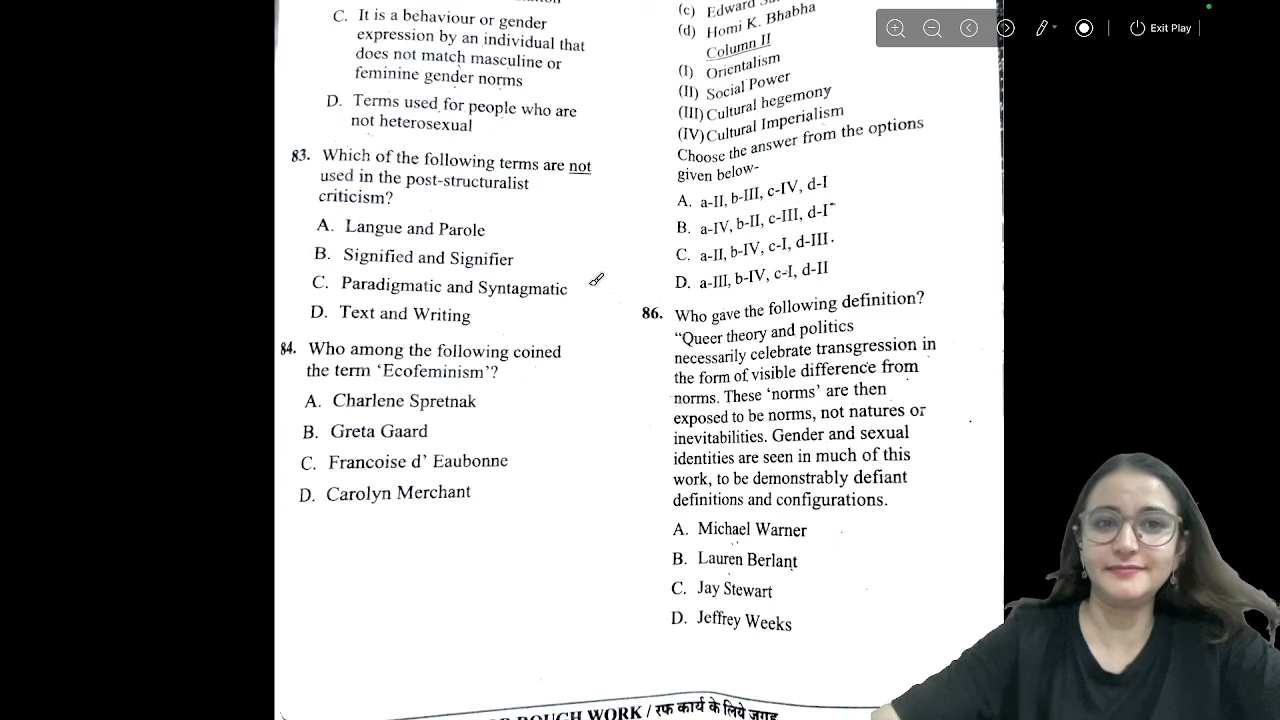 C. It is a behaviour or gender
expression by an individual that
does not match masculine or
feminine gender norms
D. Terms used for people who are
not heterosexual
83. Which of the following terms are not
used in the post-structuralist
criticism?
A. Langue and Parole
B. Signified and Signifier
C. Paradigmatic and Syntagmatic
D. Text and Writing
84. Who among the following coined
the term ‘Ecofeminism’?
A. Charlene Spretnak
B. Greta Gaard
C. Francoise d’ Eaubonne
D. Carolyn Merchant
(c) Edward
(d) Homi K. Bhabha
Column II
(I) Orientalism
(II) Social Power
(III) Cultural hegemony
(IV) Cultural Imperialism
Choose the answer from the options
given below-
A. a-II, b-III, c-IV, d-I
B. a-IV, b-II, c-III, d-I
C. a-II, b-IV, c-I, d-III.
D. a-III, b-IV, c-I, d-II
86. Who gave the following definition?
“Queer theory and politics
necessarily celebrate transgression in
the form of visible difference from
norms. These ‘norms’ are then
exposed to be norms, not natures or
inevitabilities. Gender and sexual
identities are seen in much of this
work, to be demonstrably defiant
definitions and configurations.
A. Michael Warner
B. Lauren Berlant
C. Jay Stewart
D. Jeffrey Weeks
ROUGH WORK / रफ कार्य के लिये जगह
Exit Play